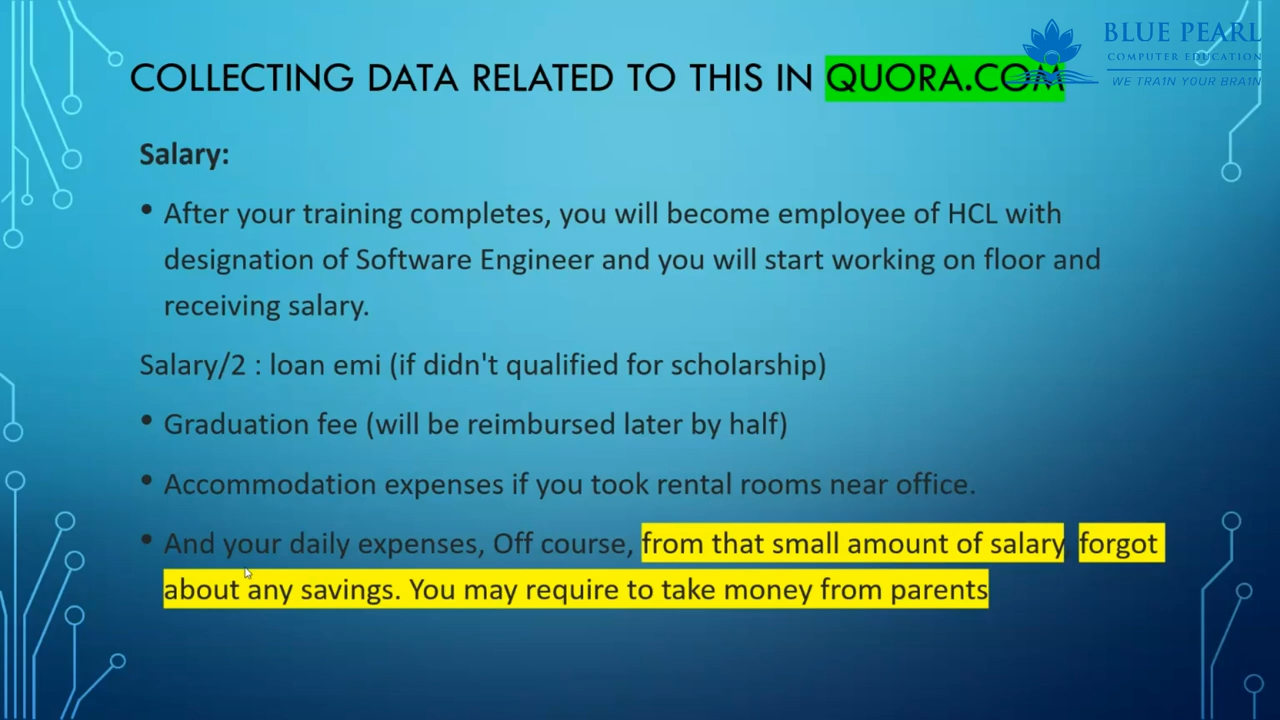 BLUE PEARL
COMPUTER EDUCATION
WE TRA1N YOUR BRA1N
COLLECTING DATA RELATED TO THIS IN QUORA.COM
Salary:
• After your training completes, you will become employee of HCL with
designation of Software Engineer and you will start working on floor and
receiving salary.
Salary/2 : loan emi (if didn't qualified for scholarship)
• Graduation fee (will be reimbursed later by half)
• Accommodation expenses if you took rental rooms near office.
• And your daily expenses, Off course, from that small amount of salary, forgot
about any savings. You may require to take money from parents